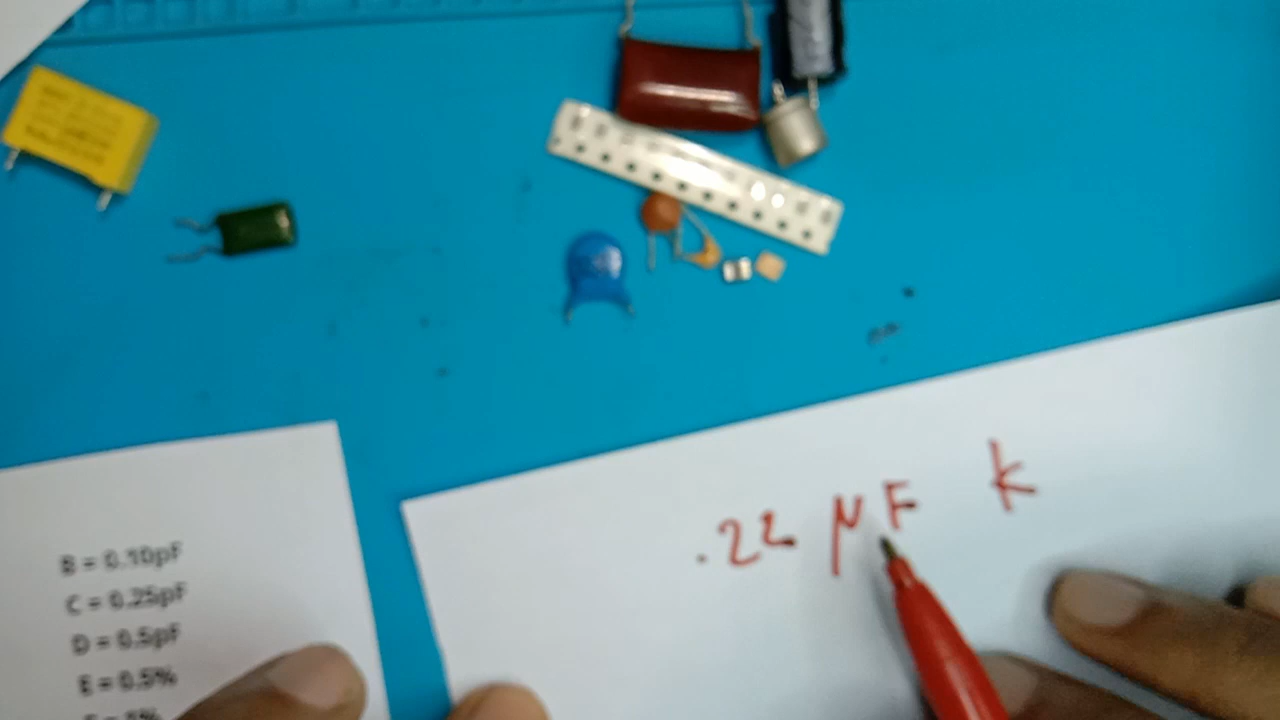 .22 µF K
B = 0.10pF
C = 0.25pF
D = 0.5pF
E = 0.5%